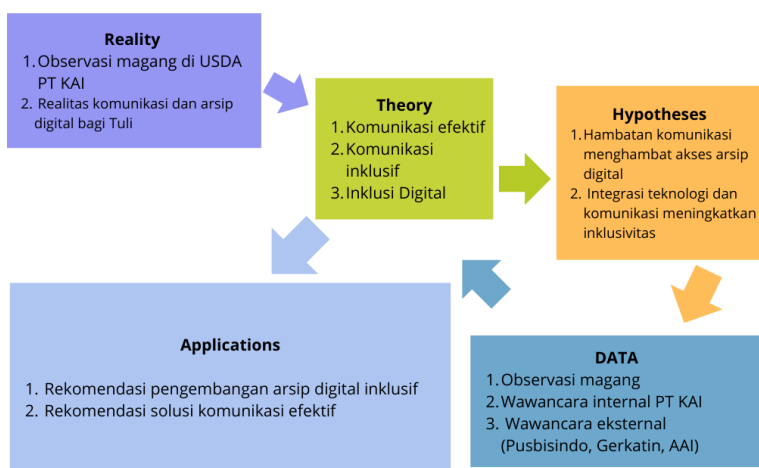 Reality
1. Observasi magang di USDA
PT KAI
2. Realitas komunikasi dan arsip
digital bagi Tuli
Theory
1. Komunikasi efektif
2. Komunikasi
inklusif
3. Inklusi Digital
Hypotheses
1. Hambatan komunikasi
menghambat akses arsip
digital
2. Integrasi teknologi dan
komunikasi meningkatkan
inklusivitas
Applications
1. Rekomendasi pengembangan arsip digital inklusif
2. Rekomendasi solusi komunikasi efektif
DATA
1. Observasi magang
2. Wawancara internal PT KAI
3. Wawancara eksternal
(Pusbisindo, Gerkatin, AAI)